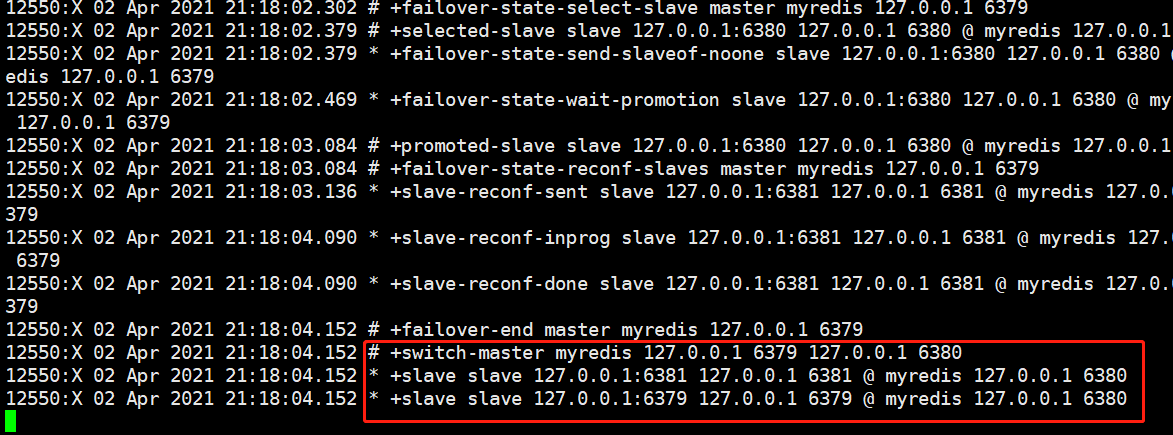 12550:X 02 Apr 2021 21:18:02.302 # +failover-state-select-slave master myredis 127.0.0.1 6379
12550:X 02 Apr 2021 21:18:02.379 # +selected-slave slave 127.0.0.1:6380 127.0.0.1 6380 @ myredis 127.0.0.1
12550:X 02 Apr 2021 21:18:02.379 * +failover-state-send-slaveof-noone slave 127.0.0.1:6380 127.0.0.1 6380 @
edis 127.0.0.1 6379
12550:X 02 Apr 2021 21:18:02.469 * +failover-state-wait-promotion slave 127.0.0.1:6380 127.0.0.1 6380 @ my
127.0.0.1 6379
12550:X 02 Apr 2021 21:18:03.084 # +promoted-slave slave 127.0.0.1:6380 127.0.0.1 6380 @ myredis 127.0.0.1
12550:X 02 Apr 2021 21:18:03.084 # +failover-state-reconf-slaves master myredis 127.0.0.1 6379
12550:X 02 Apr 2021 21:18:03.136 * +slave-reconf-sent slave 127.0.0.1:6381 127.0.0.1 6381 @ myredis 127.0.0
379
12550:X 02 Apr 2021 21:18:04.090 * +slave-reconf-inprog slave 127.0.0.1:6381 127.0.0.1 6381 @ myredis 127.
6379
12550:X 02 Apr 2021 21:18:04.090 * +slave-reconf-done slave 127.0.0.1:6381 127.0.0.1 6381 @ myredis 127.0.0
379
12550:X 02 Apr 2021 21:18:04.152 # +failover-end master myredis 127.0.0.1 6379
12550:X 02 Apr 2021 21:18:04.152 # +switch-master myredis 127.0.0.1 6379 127.0.0.1 6380
12550:X 02 Apr 2021 21:18:04.152 * +slave slave 127.0.0.1:6381 127.0.0.1 6381 @ myredis 127.0.0.1 6380
12550:X 02 Apr 2021 21:18:04.152 * +slave slave 127.0.0.1:6379 127.0.0.1 6379 @ myredis 127.0.0.1 6380